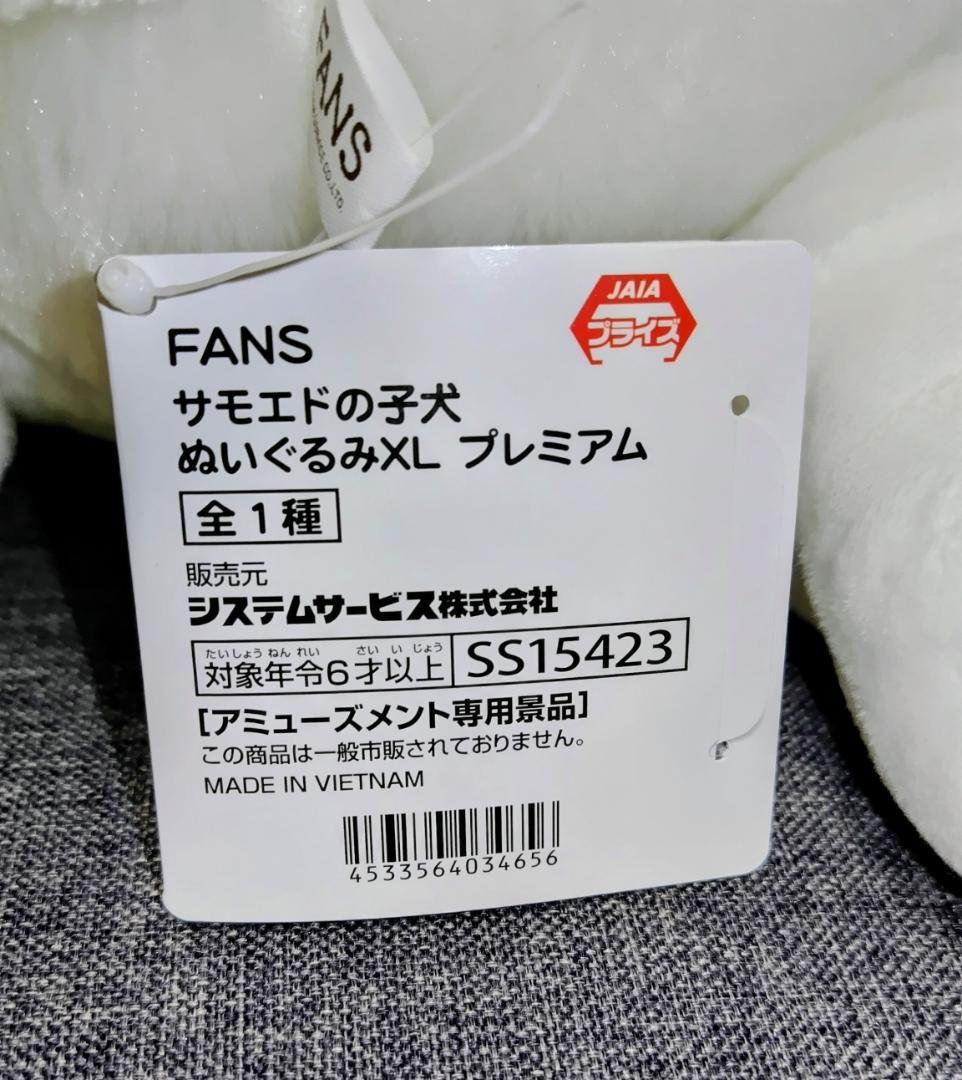 FANS
CO.,LTD.
JAIA
プライズ
FANS
サモエドの子犬
ぬいぐるみXL プレミアム
全1種
販売元
システムサービス株式会社
たいしょう ねん れい さい い じょう
対象年令6才以上 SS15423
[アミューズメント専用景品]
この商品は一般市販されておりません。
MADE IN VIETNAM
4533564034656